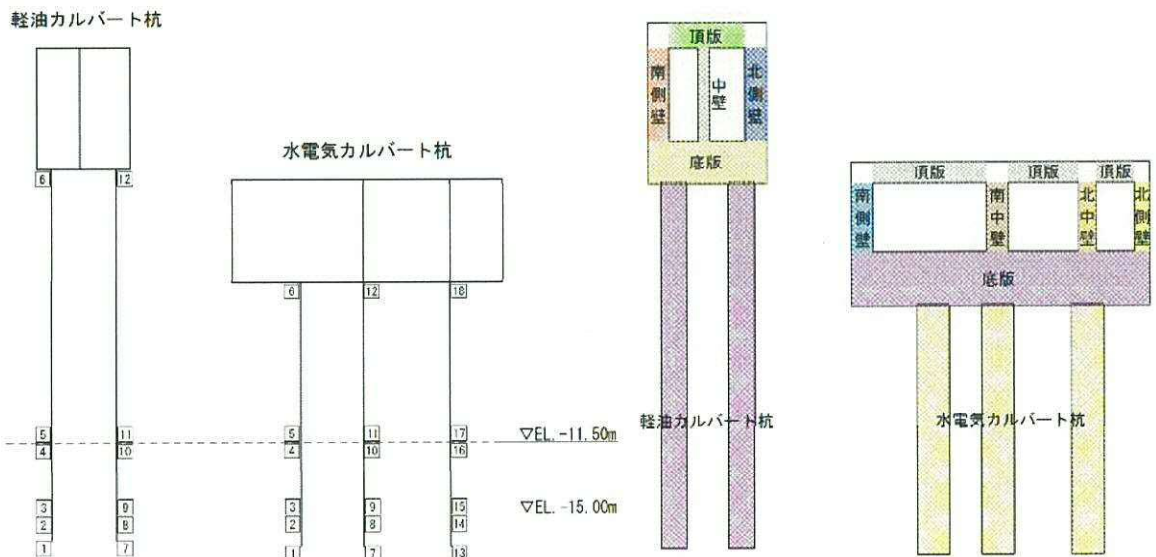 軽油カルバート杭
6
12
5
11
4
10
3
9
2
8
1
7
水電気カルバート杭
6
12
18
5
11
17
4
10
16
3
9
15
2
8
14
1
7
13
▽EL.-11.50m
▽EL.-15.00m
頂版
南側壁
中壁
北側壁
底版
軽油カルバート杭
頂版
頂版
頂版
南側壁
南中壁
北中壁
北側壁
底版
水電気カルバート杭